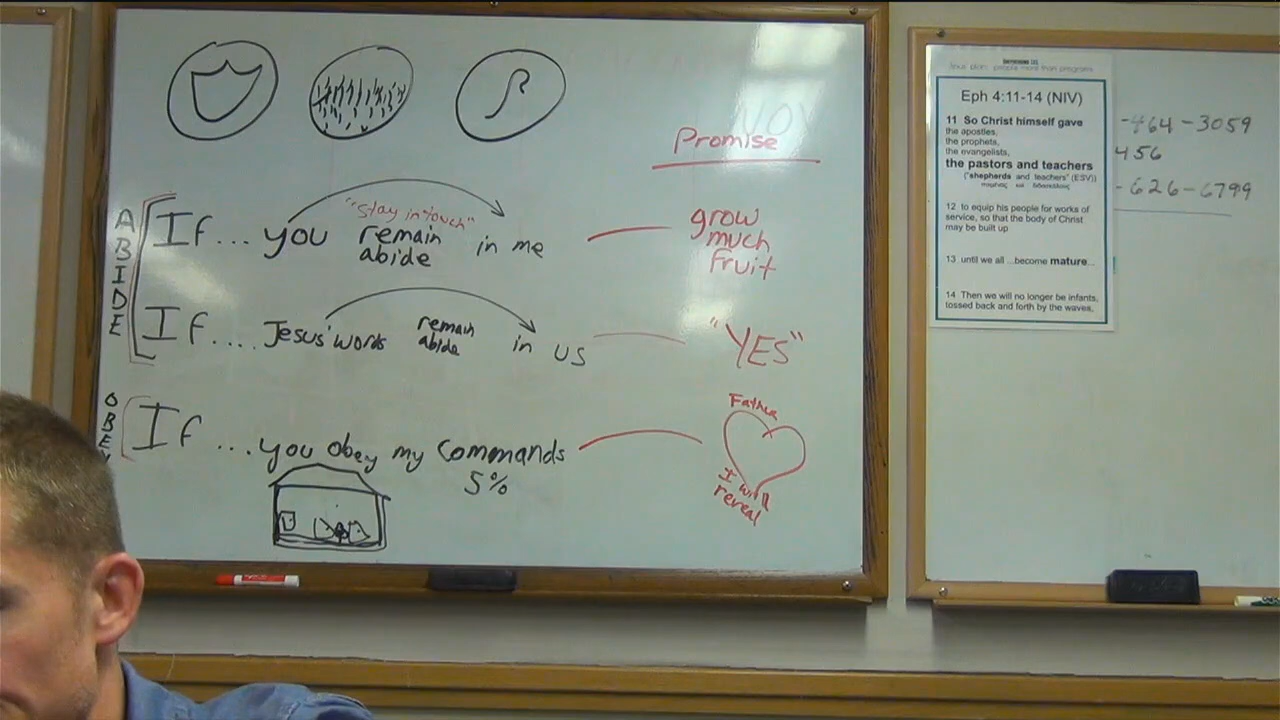 Promise
A
B
I
D
E
If... you "stay in touch" remain abide in me
grow
much
fruit
If.... Jesus' words remain abide in us
"YES"
O
B
E
If ...you obey my commands
5%
Father
I will
reveal
people more than programs
Eph 4:11-14 (NIV)
11 So Christ himself gave
the apostles,
the prophets,
the evangelists,
the pastors and teachers
("shepherds and teachers" (ESV))
12 to equip his people for works of
service, so that the body of Christ
may be built up
13 until we all ...become mature...
14 Then we will no longer be infants,
tossed back and forth by the waves,
-464-3059
456
-626-6799